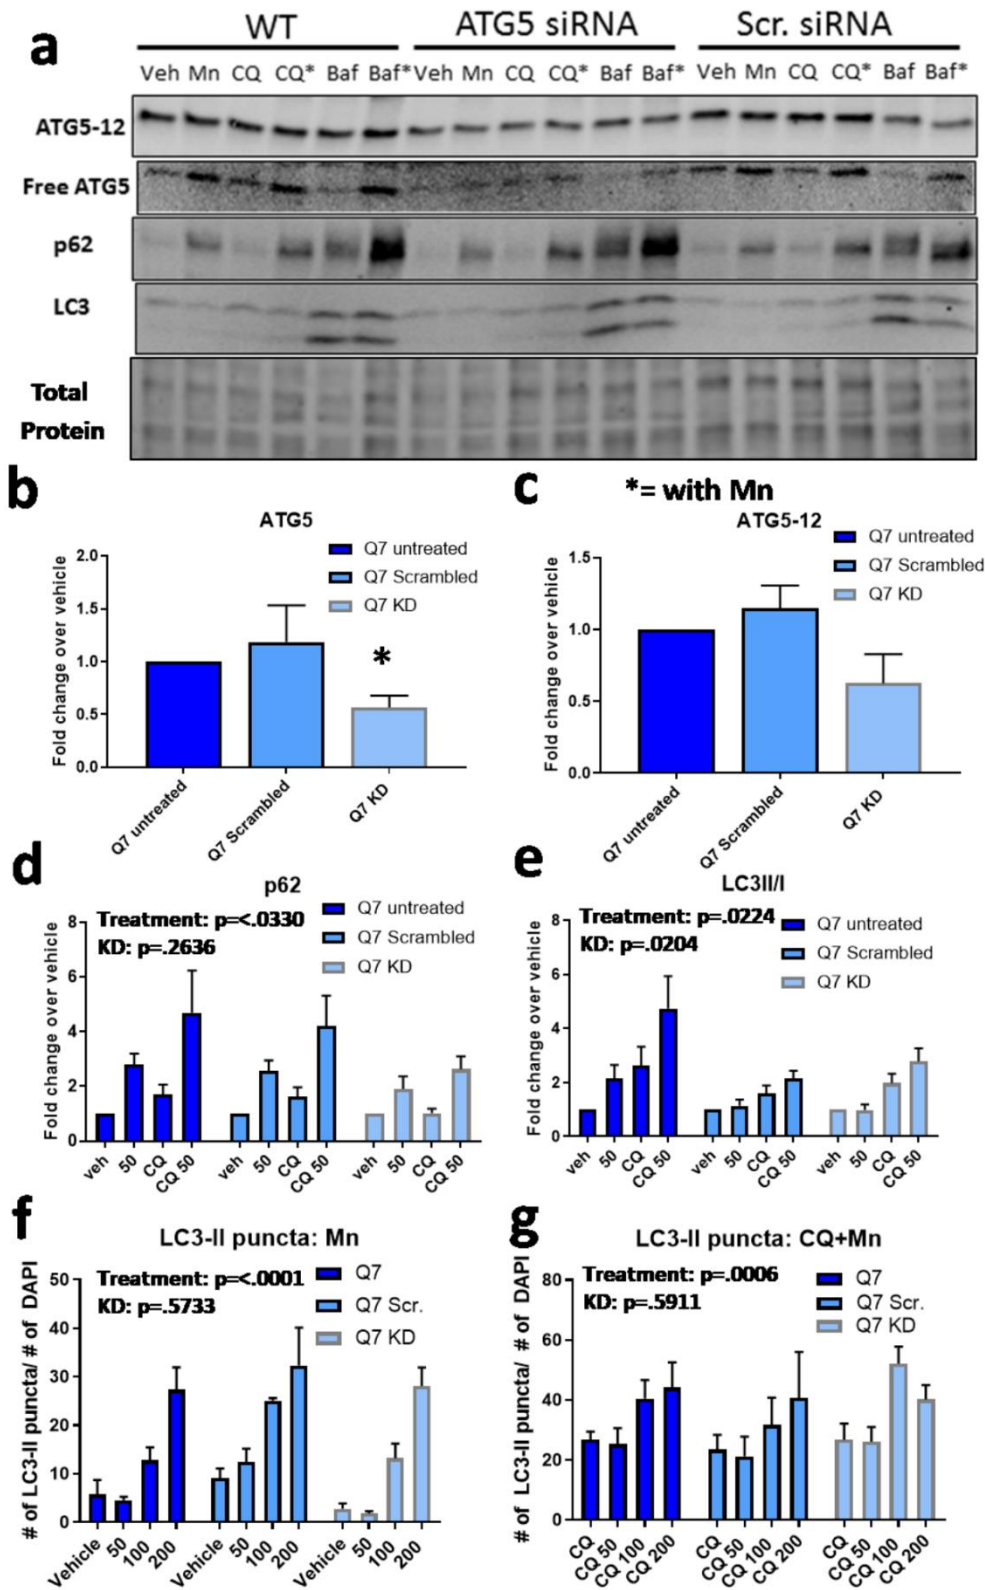 a
WT ATG5 siRNA Scr. siRNA
Veh Mn CQ CQ* Baf Baf* Veh Mn CQ CQ* Baf Baf* Veh Mn CQ CQ* Baf Baf*
ATG5-12
Free ATG5
p62
LC3
Total
Protein
b
ATG5
Q7 untreated
Q7 Scrambled
Q7 KD
Fold change over vehicle
2.0
1.5
1.0
0.5
0.0
*
Q7 untreated Q7 Scrambled Q7 KD
c
*= with Mn
ATG5-12
Q7 untreated
Q7 Scrambled
Q7 KD
Fold change over vehicle
1.5
1.0
0.5
0.0
Q7 untreated Q7 Scrambled Q7 KD
d
p62
Treatment: p=<.0330
KD: p=.2636
Q7 untreated
Q7 Scrambled
Q7 KD
Fold change over vehicle
8
6
4
2
0
veh 50 CQ CQ 50 veh 50 CQ CQ 50 veh 50 CQ CQ 50
e
LC3II/I
Treatment: p=.0224
KD: p=.0204
Q7 untreated
Q7 Scrambled
Q7 KD
Fold change over vehicle
8
6
4
2
0
veh 50 CQ CQ 50 veh 50 CQ CQ 50 veh 50 CQ CQ 50
f
LC3-II puncta: Mn
Treatment: p=<.0001
KD: p=.5733
Q7
Q7 Scr.
Q7 KD
# of LC3-II puncta/ # of DAPI
50
40
30
20
10
0
Vehicle 50 100 200 Vehicle 50 100 200 Vehicle 50 100 200
g
LC3-II puncta: CQ+Mn
Treatment: p=.0006
KD: p=.5911
Q7
Q7 Scr.
Q7 KD
# of LC3-II puncta/ # of DAPI
80
60
40
20
0
CQ CQ 50 CQ 100 CQ 200 CQ CQ 50 CQ 100 CQ 200 CQ CQ 50 CQ 100 CQ 200